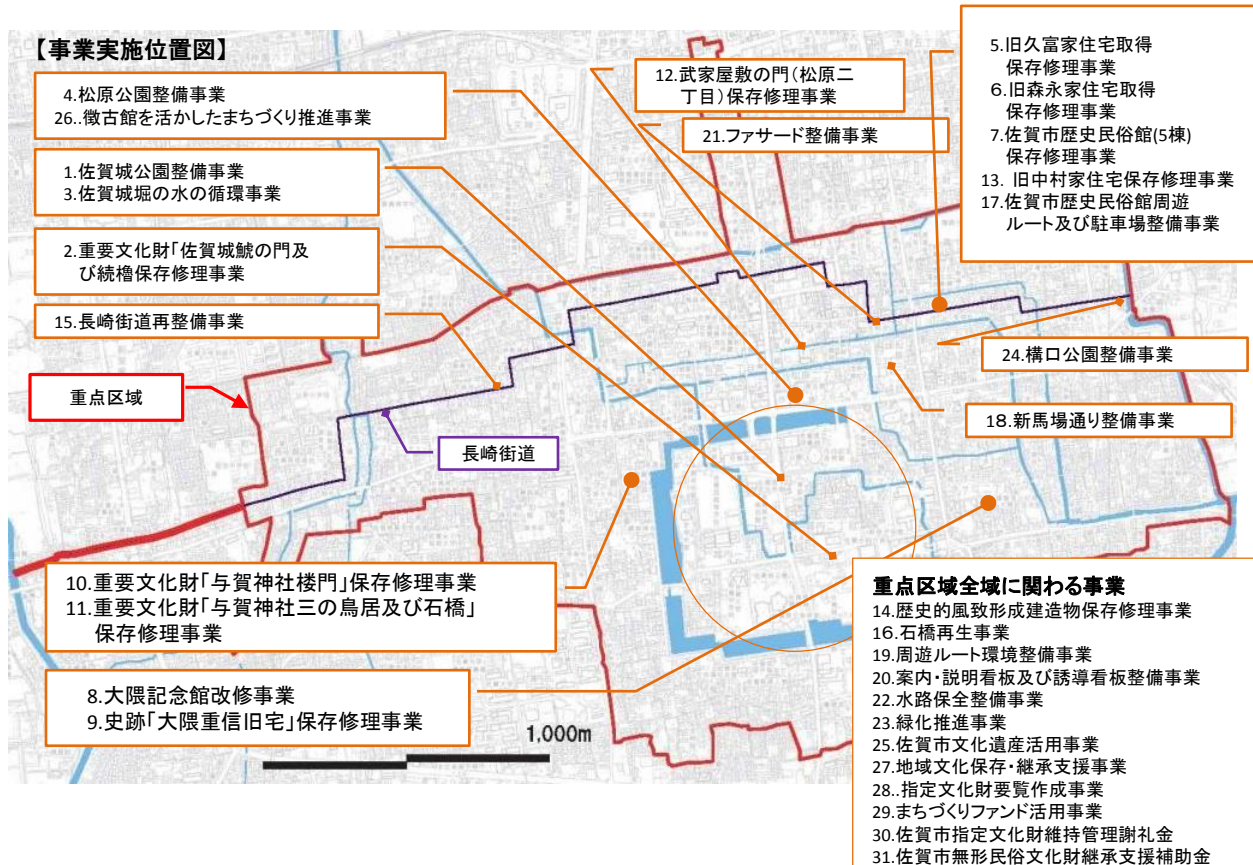 【事業実施位置図】
4.松原公園整備事業
26..徴古館を活かしたまちづくり推進事業
1.佐賀城公園整備事業
3.佐賀城堀の水の循環事業
2.重要文化財「佐賀城鯱の門及
び続櫓保存修理事業
15.長崎街道再整備事業
重点区域
長崎街道
12.武家屋敷の門（松原二
丁目）保存修理事業
21.ファサード整備事業
5.旧久富家住宅取得
保存修理事業
6.旧森永家住宅取得
保存修理事業
7.佐賀市歴史民俗館(5棟)
保存修理事業
13. 旧中村家住宅保存修理事業
17.佐賀市歴史民俗館周遊
ルート及び駐車場整備事業
24.構口公園整備事業
18.新馬場通り整備事業
10.重要文化財「与賀神社楼門」保存修理事業
11.重要文化財「与賀神社三の鳥居及び石橋」
保存修理事業
8.大隈記念館改修事業
9.史跡「大隈重信旧宅」保存修理事業
1,000m
重点区域全域に関わる事業
14.歴史的風致形成建造物保存修理事業
16.石橋再生事業
19.周遊ルート環境整備事業
20.案内・説明看板及び誘導看板整備事業
22.水路保全整備事業
23.緑化推進事業
25.佐賀市文化遺産活用事業
27.地域文化保存・継承支援事業
28..指定文化財要覧作成事業
29.まちづくりファンド活用事業
30.佐賀市指定文化財維持管理謝礼金
31.佐賀市無形民俗文化財継承支援補助金